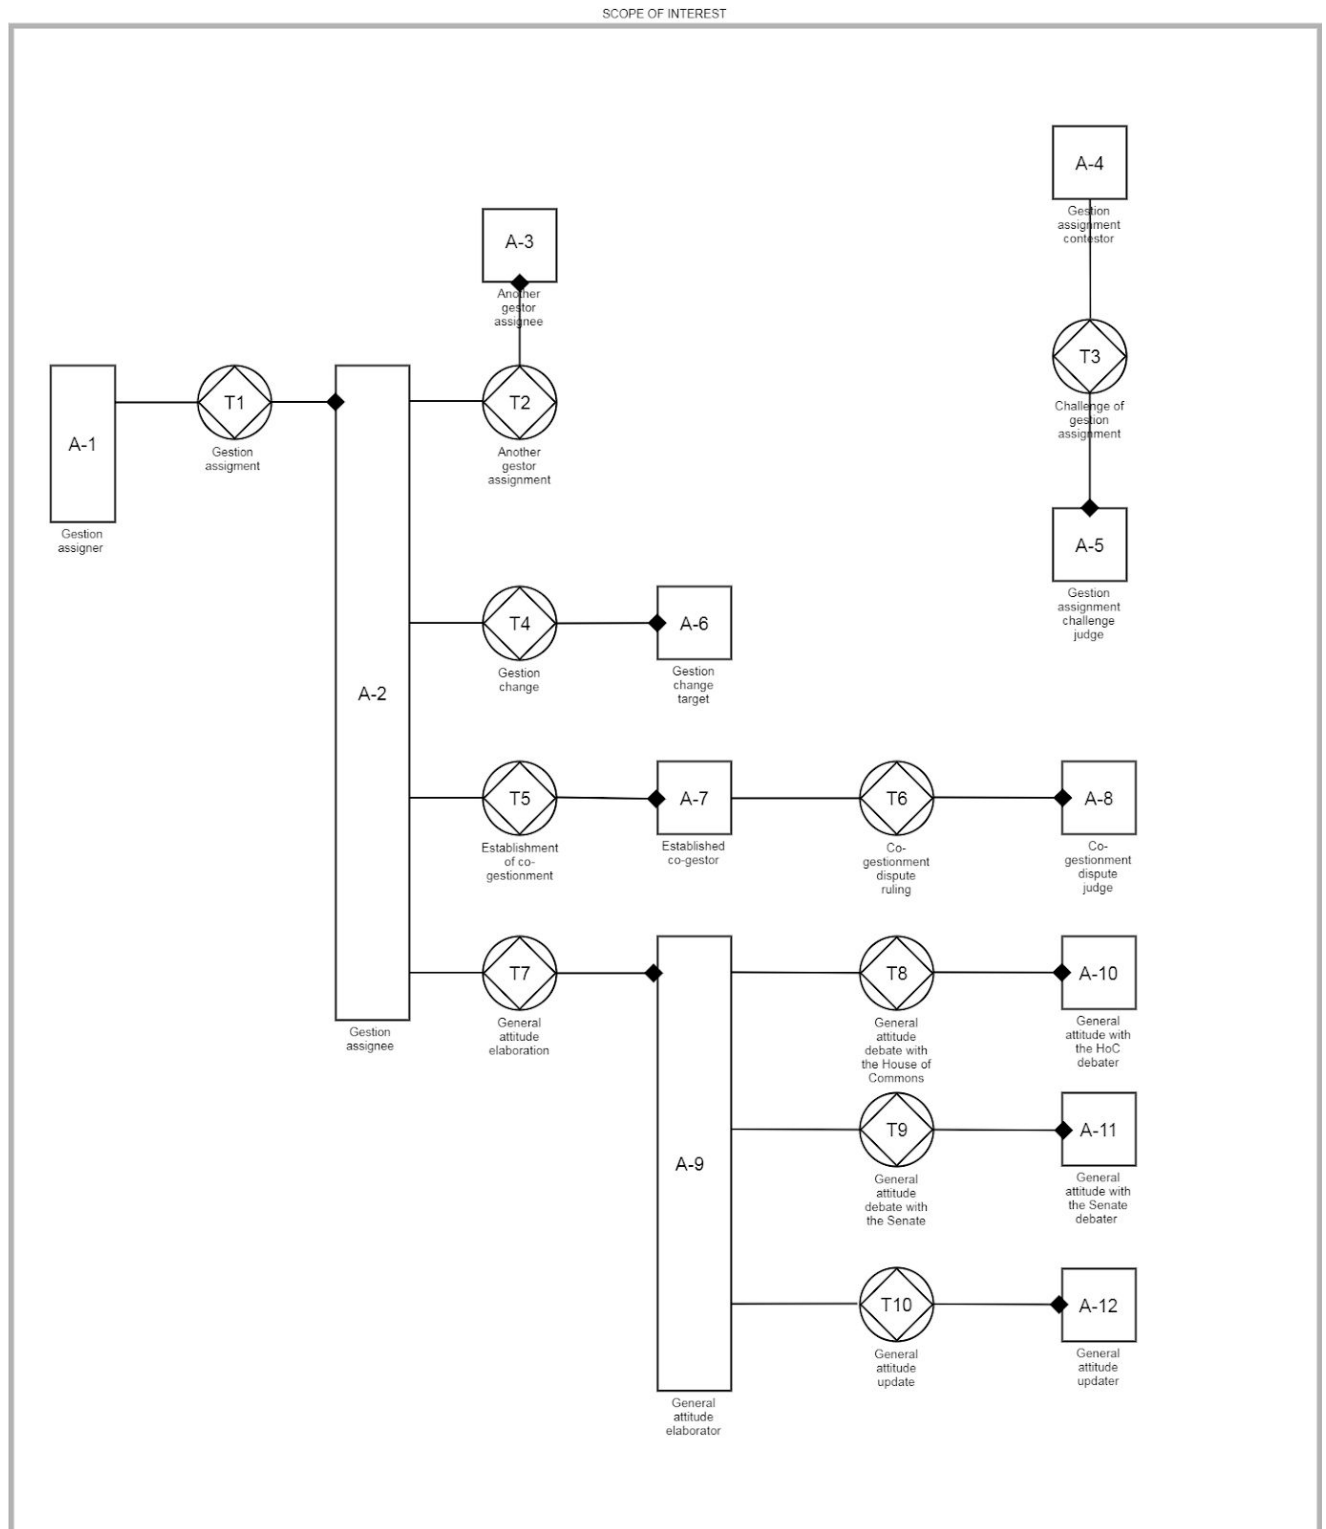 SCOPE OF INTEREST
A-4
Gestion
assignment
contestor
A-3
Another
gestor
assignee
T3
Challenge of
gestion
assignment
A-1
Gestion
assigner
T1
Gestion
assigment
T2
Another
gestor
assignment
A-5
Gestion
assignment
challenge
judge
A-2
Gestion
assignee
T4
Gestion
change
A-6
Gestion
change
target
T5
Establishment
of co-
gestionment
A-7
Established
co-gestor
T6
Co-
gestionment
dispute
ruling
A-8
Co-
gestionment
dispute
judge
T7
General
attitude
elaboration
A-9
General
attitude
elaborator
T8
General
attitude
debate with
the House of
Commons
A-10
General
attitude with
the HoC
debater
T9
General
attitude
debate with
the Senate
A-11
General
attitude with
the Senate
debater
T10
General
attitude
update
A-12
General
attitude
updater